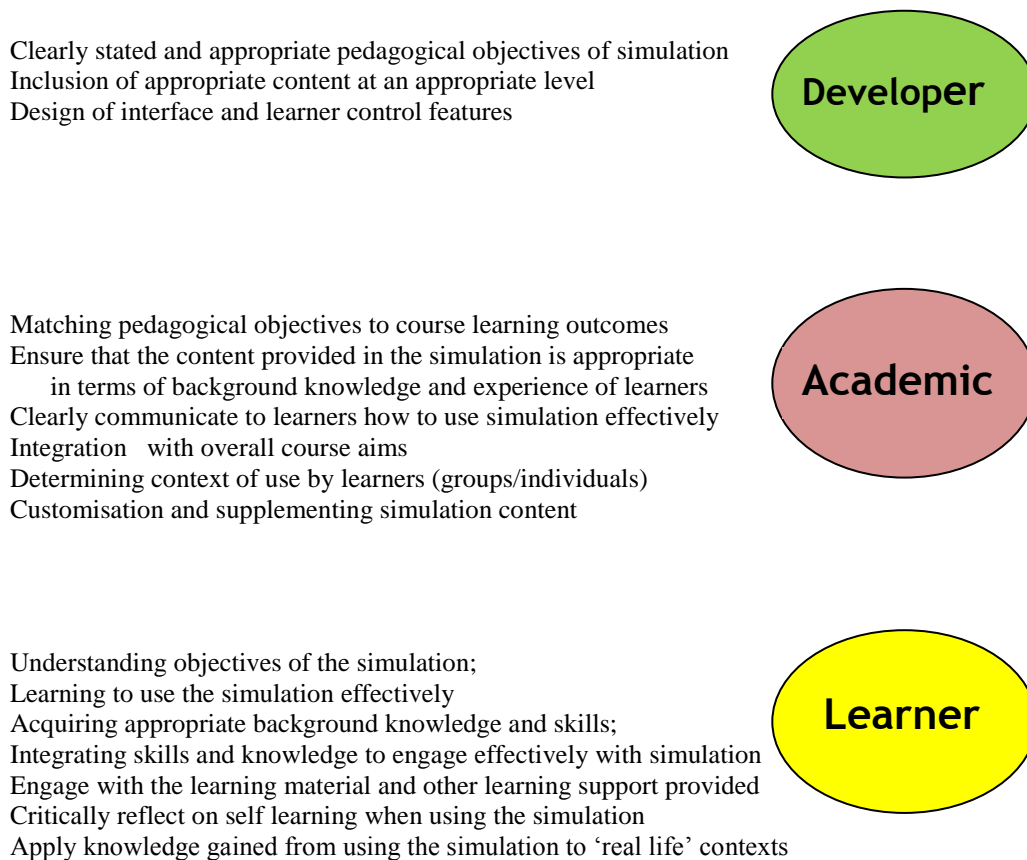 Clearly stated and appropriate pedagogical objectives of simulation
Inclusion of appropriate content at an appropriate level
Design of interface and learner control features
Developer
Matching pedagogical objectives to course learning outcomes
Ensure that the content provided in the simulation is appropriate
in terms of background knowledge and experience of learners
Clearly communicate to learners how to use simulation effectively
Integration with overall course aims
Determining context of use by learners (groups/individuals)
Customisation and supplementing simulation content
Academic
Understanding objectives of the simulation;
Learning to use the simulation effectively
Acquiring appropriate background knowledge and skills;
Integrating skills and knowledge to engage effectively with simulation
Engage with the learning material and other learning support provided
Critically reflect on self learning when using the simulation
Apply knowledge gained from using the simulation to ‘real life’ contexts
Learner